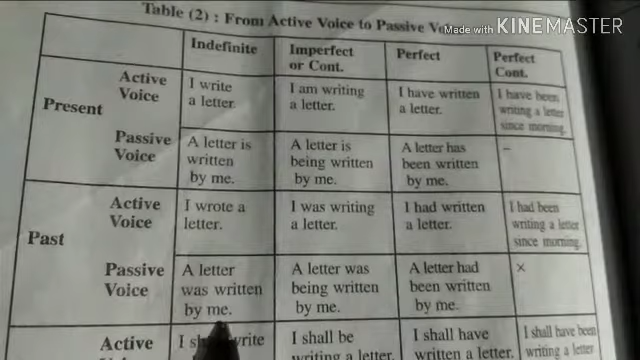 Table (2) : From Active Voice to Passive
Made with KINEMASTER
Indefinite
Imperfect
or Cont.
Perfect
Perfect
Cont.
Present
Active
Voice
I write
a letter.
I am writing
a letter.
I have written
a letter.
I have been
writing a letter
since morning.
Passive
Voice
A letter is
written
by me.
A letter is
being written
by me.
A letter has
been written
by me.
–
Past
Active
Voice
I wrote a
letter.
I was writing
a letter.
I had written
a letter.
I had been
writing a letter
since morning.
Passive
Voice
A letter
was written
by me.
A letter was
being written
by me.
A letter had
been written
by me.
×
Active
I write
I shall be
writing a letter.
I shall have
written a letter.
I shall have been
writing a letter